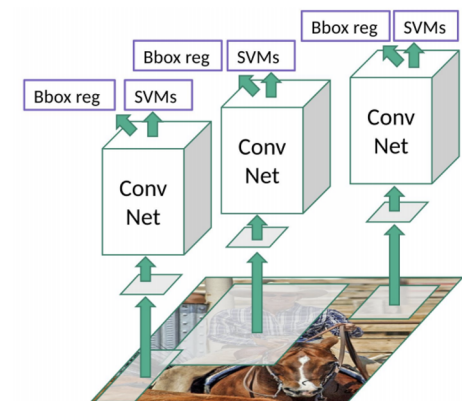 Bbox reg SVMs
Bbox reg SVMs
Bbox reg SVMs
Conv
Net
Conv
Net
Conv
Net